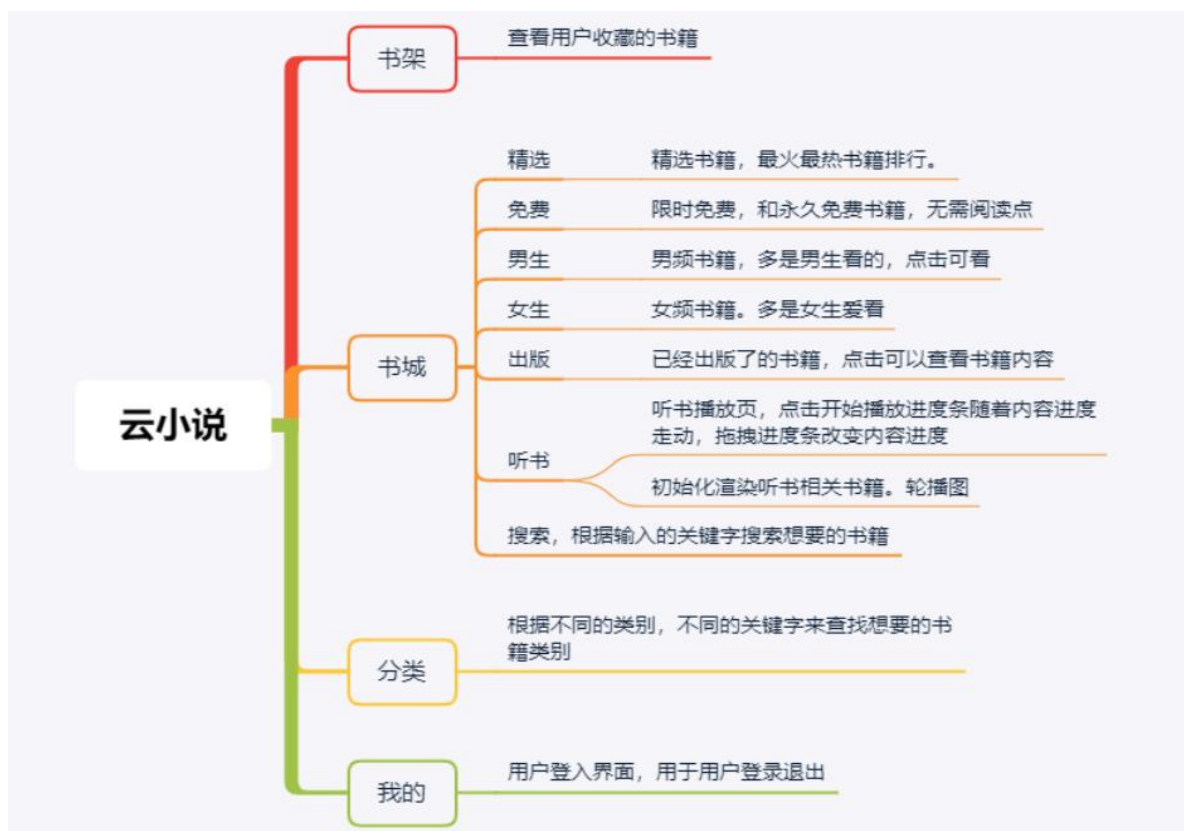 书架
查看用户收藏的书籍
精选
精选书籍，最火最热书籍排行。
免费
限时免费，和永久免费书籍，无需阅读点
男生
男频书籍，多是男生看的，点击可看
女生
女频书籍。多是女生爱看
书城
出版
已经出版了的书籍，点击可以查看书籍内容
云小说
听书
听书播放页，点击开始播放进度条随着内容进度
走动，拖拽进度条改变内容进度
初始化渲染听书相关书籍。轮播图
搜索，根据输入的关键字搜索想要的书籍
分类
根据不同的类别，不同的关键字来查找想要的书
籍类别
我的
用户登入界面，用于用户登录退出